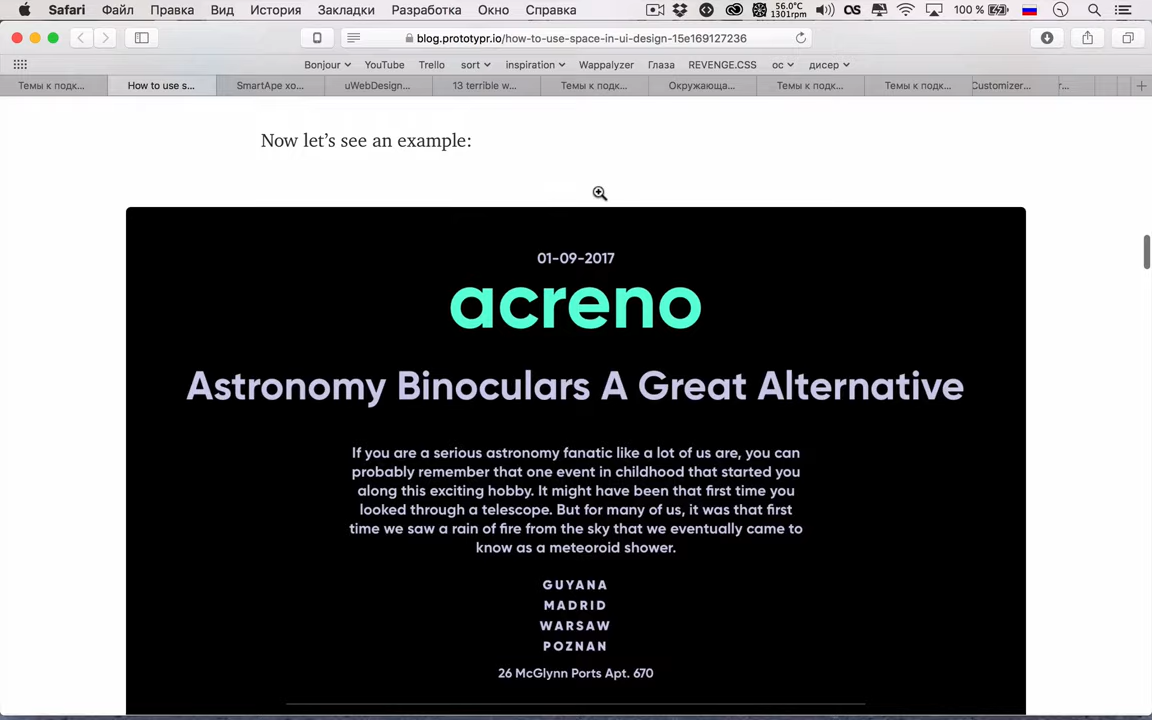 Safari Файл Правка Вид История Закладки Разработка Окно Справка 56.0°C 1301rpm 100 %
blog.prototypr.io/how-to-use-space-in-ui-design-15e169127236
Bonjour YouTube Trello sort inspiration Wappalyzer Глаза REVENGE.CSS ос дисер
Темы к подк... How to use s... SmartApe хо... uWebDesign... 13 terrible w... Темы к подк... Окружающа... Темы к подк... Темы к подк... Customizer...
Now let's see an example:
01-09-2017
acreno
Astronomy Binoculars A Great Alternative
If you are a serious astronomy fanatic like a lot of us are, you can
probably remember that one event in childhood that started you
along this exciting hobby. It might have been that first time you
looked through a telescope. But for many of us, it was that first
time we saw a rain of fire from the sky that we eventually came to
know as a meteoroid shower.
GUYANA
MADRID
WARSAW
POZNAN
26 McGlynn Ports Apt. 670